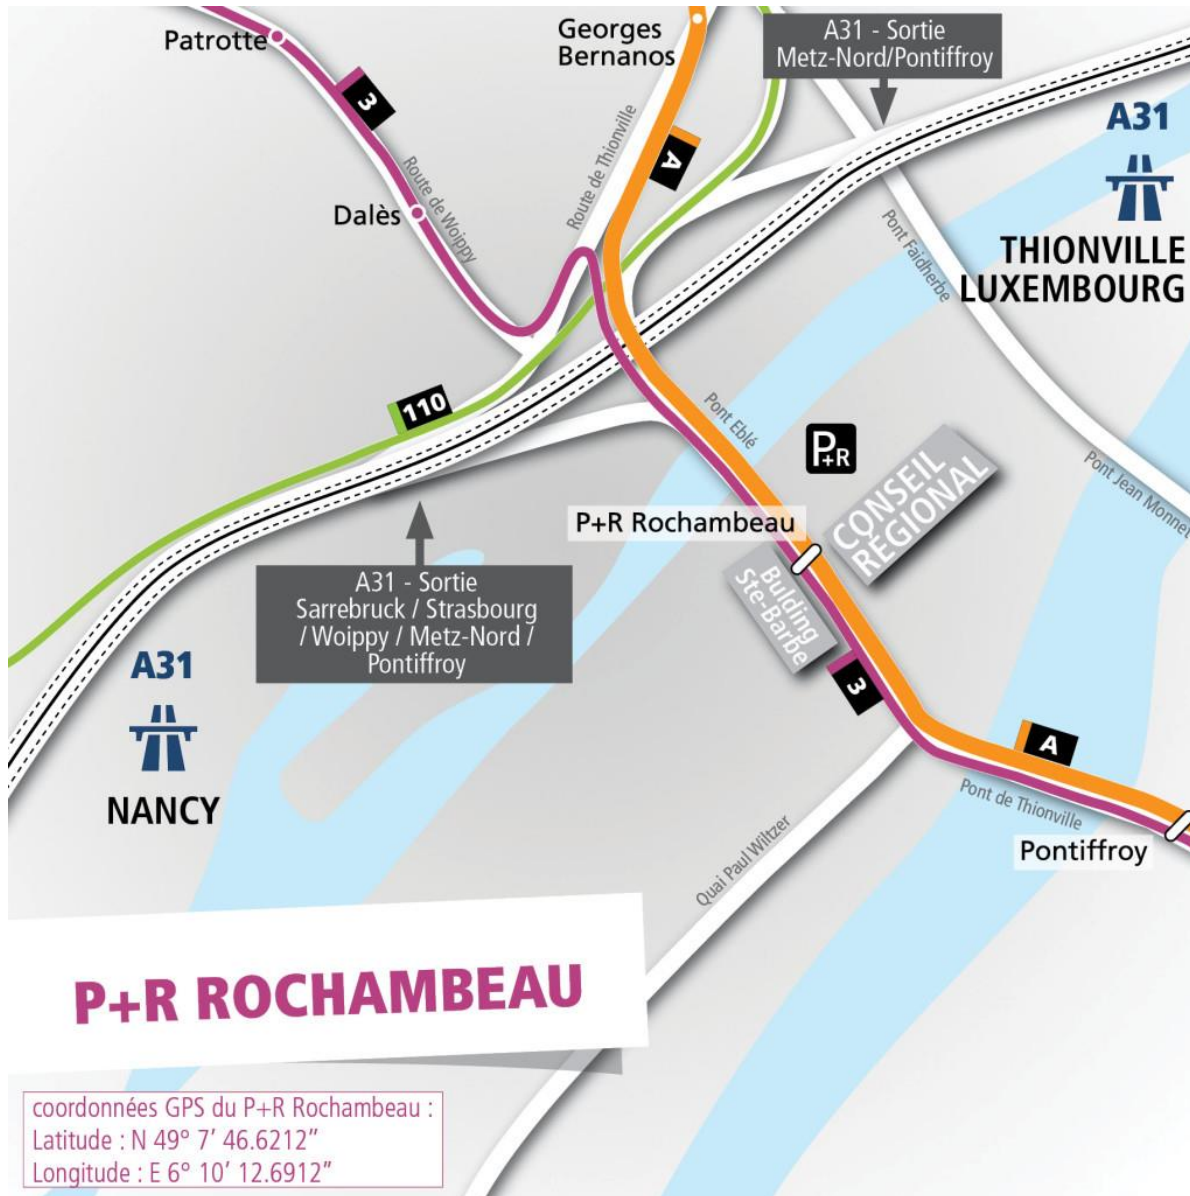 Patrotte
Georges
Bernanos
A31 - Sortie
Metz-Nord/Pontiffroy
3
A
A31
Route de Thionville
Route de Woippy
Dalès
Pont Faidherbe
THIONVILLE
LUXEMBOURG
110
Pont Eblé
P+R
CONSEIL
RÉGIONAL
Pont Jean Monnet
P+R Rochambeau
Bulding
Ste-Barbe
A31 - Sortie
Sarrebruck / Strasbourg
/ Woippy / Metz-Nord /
Pontiffroy
A31
3
A
NANCY
Pont de Thionville
Pontiffroy
Quai Paul Wiltzer
P+R ROCHAMBEAU
coordonnées GPS du P+R Rochambeau :
Latitude : N 49° 7’ 46.6212”
Longitude : E 6° 10’ 12.6912”